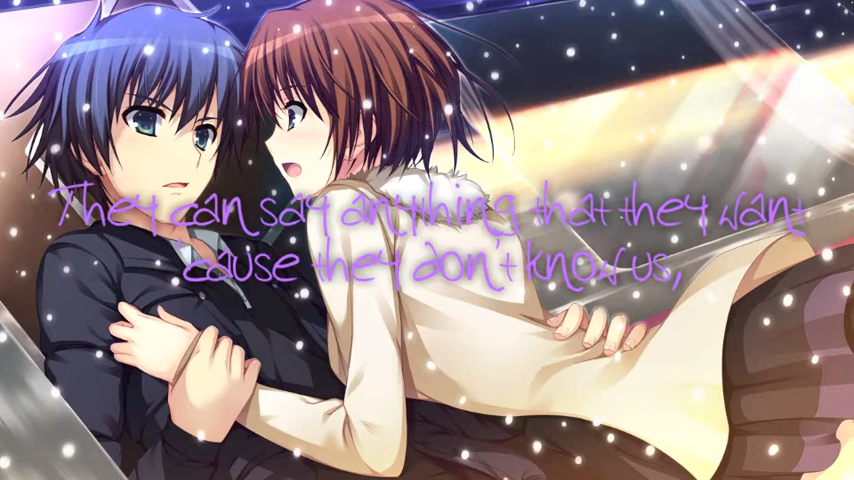 They can say anything that they want
'cause they don't know us,